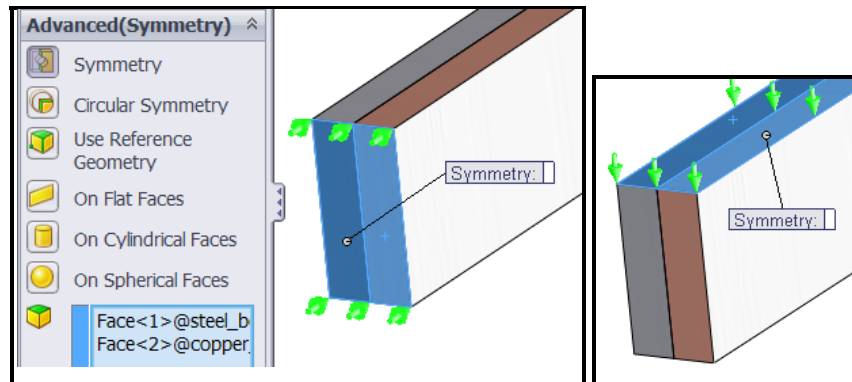 Advanced(Symmetry)
Symmetry
Circular Symmetry
Use Reference
Geometry
On Flat Faces
On Cylindrical Faces
On Spherical Faces
Face<1>@steel_b
Face<2>@copper_
Symmetry:
Symmetry: